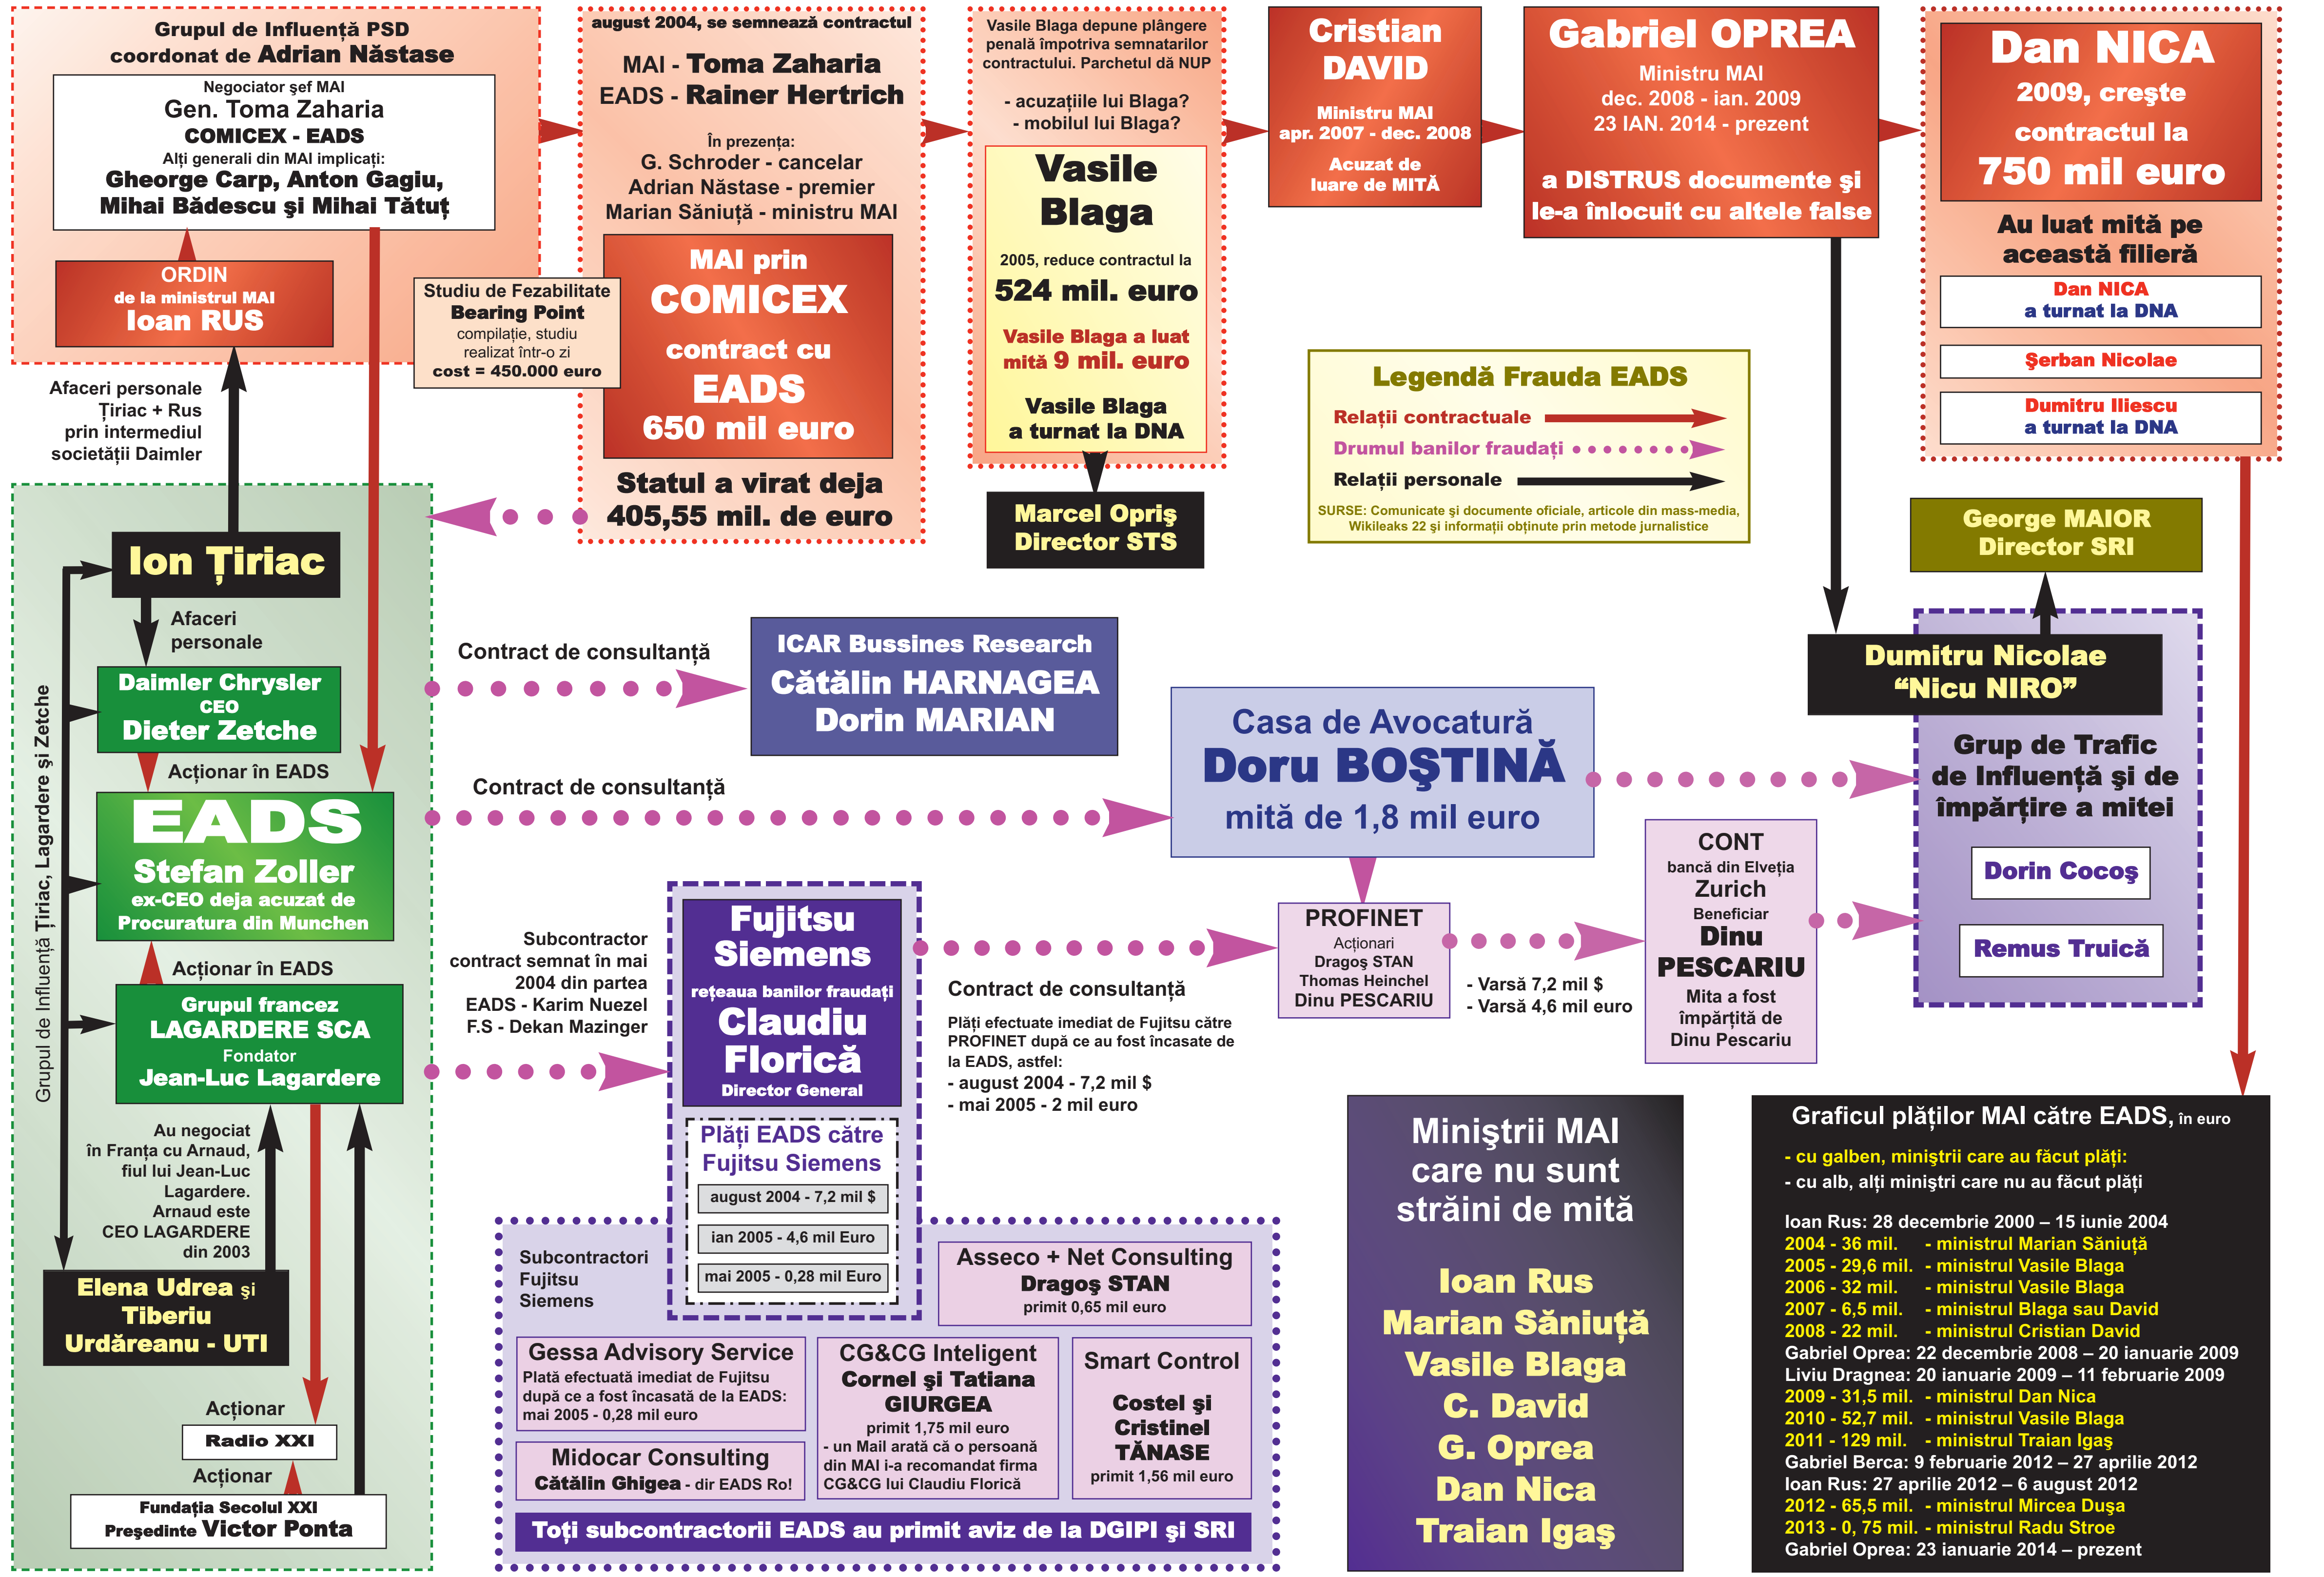 Grupul de Influență PSD
coordonat de Adrian Năstase
Negociator şef MAI
Gen. Toma Zaharia
COMICEX - EADS
Alți generali din MAI implicați:
Gheorge Carp, Anton Gagiu,
Mihai Bădescu şi Mihai Tătuț
ORDIN
de la ministrul MAI
Ioan RUS
Studiu de Fezabilitate
Bearing Point
compilație, studiu
realizat într-o zi
cost = 450.000 euro
august 2004, se semnează contractul
MAI - Toma Zaharia
EADS - Rainer Hertrich
În prezența:
G. Schroder - cancelar
Adrian Năstase - premier
Marian Săniuță - ministru MAI
MAI prin
COMICEX
contract cu
EADS
650 mil euro
Statul a virat deja
405,55 mil. de euro
Vasile Blaga depune plângere
penală împotriva semnatarilor
contractului. Parchetul dă NUP
- acuzațiile lui Blaga?
- mobilul lui Blaga?
Vasile
Blaga
2005, reduce contractul la
524 mil. euro
Vasile Blaga a luat
mită 9 mil. euro
Vasile Blaga
a turnat la DNA
Marcel Opriş
Director STS
Cristian
DAVID
Ministru MAI
apr. 2007 - dec. 2008
Acuzat de
luare de MITĂ
Gabriel OPREA
Ministru MAI
dec. 2008 - ian. 2009
23 IAN. 2014 - prezent
a DISTRUS documente şi
le-a înlocuit cu altele false
Dan NICA
2009, creşte
contractul la
750 mil euro
Au luat mită pe
această filieră
Dan NICA
a turnat la DNA
Şerban Nicolae
Dumitru Iliescu
a turnat la DNA
Legendă Frauda EADS
Relații contractuale
Drumul banilor fraudați
Relații personale
SURSE: Comunicate şi documente oficiale, articole din mass-media,
Wikileaks 22 şi informații obținute prin metode jurnalistice
George MAIOR
Director SRI
Dumitru Nicolae
“Nicu NIRO”
Grup de Trafic
de Influență şi de
împărțire a mitei
Dorin Cocoş
Remus Truică
Afaceri personale
Țiriac + Rus
prin intermediul
societății Daimler
Ion Țiriac
Afaceri
personale
Daimler Chrysler
CEO
Dieter Zetche
Acționar în EADS
EADS
Stefan Zoller
ex-CEO deja acuzat de
Procuratura din Munchen
Acționar în EADS
Grupul francez
LAGARDERE SCA
Fondator
Jean-Luc Lagardere
Grupul de Influență Țiriac, Lagardere şi Zetche
Au negociat
în Franța cu Arnaud,
fiul lui Jean-Luc
Lagardere.
Arnaud este
CEO LAGARDERE
din 2003
Elena Udrea şi
Tiberiu
Urdăreanu - UTI
Acționar
Radio XXI
Acționar
Fundația Secolul XXI
Preşedinte Victor Ponta
Contract de consultanță
ICAR Bussines Research
Cătălin HARNAGEA
Dorin MARIAN
Contract de consultanță
Casa de Avocatură
Doru BOŞTINĂ
mită de 1,8 mil euro
Subcontractor
contract semnat în mai
2004 din partea
EADS - Karim Nuezel
F.S - Dekan Mazinger
Fujitsu
Siemens
rețeaua banilor fraudați
Claudiu
Florică
Director General
Plăți EADS către
Fujitsu Siemens
august 2004 - 7,2 mil $
ian 2005 - 4,6 mil Euro
mai 2005 - 0,28 mil Euro
Contract de consultanță
Plăți efectuate imediat de Fujitsu către
PROFINET după ce au fost încasate de
la EADS, astfel:
- august 2004 - 7,2 mil $
- mai 2005 - 2 mil euro
PROFINET
Acționari
Dragoş STAN
Thomas Heinchel
Dinu PESCARIU
- Varsă 7,2 mil $
- Varsă 4,6 mil euro
CONT
bancă din Elveția
Zurich
Beneficiar
Dinu
PESCARIU
Mita a fost
împărțită de
Dinu Pescariu
Subcontractori
Fujitsu
Siemens
Asseco + Net Consulting
Dragoş STAN
primit 0,65 mil euro
Gessa Advisory Service
Plată efectuată imediat de Fujitsu
după ce a fost încasată de la EADS:
mai 2005 - 0,28 mil euro
Midocar Consulting
Cătălin Ghigea - dir EADS Ro!
CG&CG Inteligent
Cornel şi Tatiana
GIURGEA
primit 1,75 mil euro
- un Mail arată că o persoană
din MAI i-a recomandat firma
CG&CG lui Claudiu Florică
Smart Control
Costel şi
Cristinel
TĂNASE
primit 1,56 mil euro
Toți subcontractorii EADS au primit aviz de la DGIPI şi SRI
Miniştrii MAI
care nu sunt
străini de mită
Ioan Rus
Marian Săniuță
Vasile Blaga
C. David
G. Oprea
Dan Nica
Traian Igaş
Graficul plăților MAI către EADS, în euro
- cu galben, miniştrii care au făcut plăți:
- cu alb, alți miniştri care nu au făcut plăți
Ioan Rus: 28 decembrie 2000 – 15 iunie 2004
2004 - 36 mil. - ministrul Marian Săniuță
2005 - 29,6 mil. - ministrul Vasile Blaga
2006 - 32 mil. - ministrul Vasile Blaga
2007 - 6,5 mil. - ministrul Blaga sau David
2008 - 22 mil. - ministrul Cristian David
Gabriel Oprea: 22 decembrie 2008 – 20 ianuarie 2009
Liviu Dragnea: 20 ianuarie 2009 – 11 februarie 2009
2009 - 31,5 mil. - ministrul Dan Nica
2010 - 52,7 mil. - ministrul Vasile Blaga
2011 - 129 mil. - ministrul Traian Igaş
Gabriel Berca: 9 februarie 2012 – 27 aprilie 2012
Ioan Rus: 27 aprilie 2012 – 6 august 2012
2012 - 65,5 mil. - ministrul Mircea Duşa
2013 - 0, 75 mil. - ministrul Radu Stroe
Gabriel Oprea: 23 ianuarie 2014 – prezent